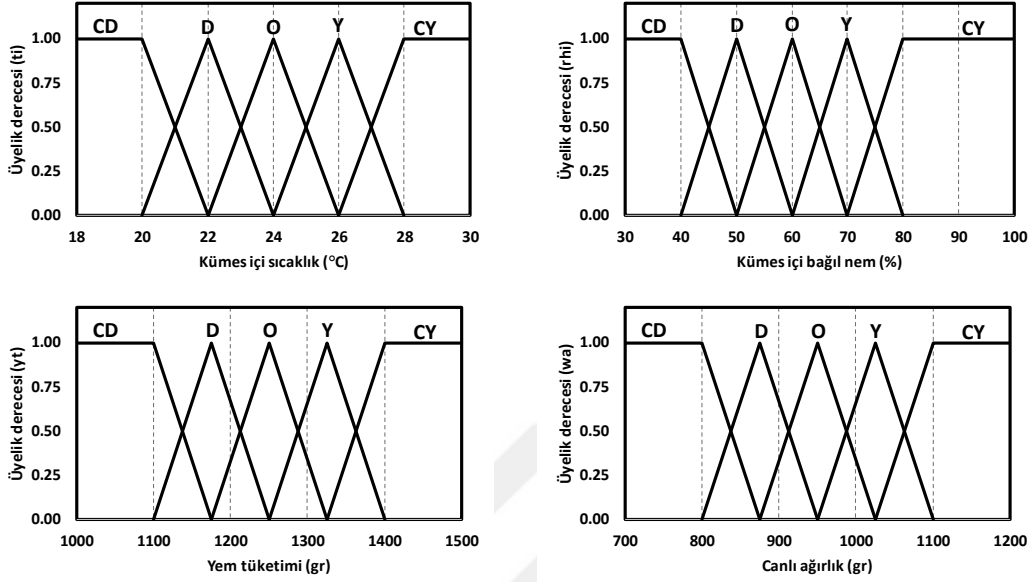 CD D O Y CY
1.00
0.75
0.50
0.25
0.00
Üyelik derecesi (ti)
18 20 22 24 26 28 30
Kümes içi sıcaklık (°C)
CD D O Y CY
1.00
0.75
0.50
0.25
0.00
Üyelik derecesi (rhi)
30 40 50 60 70 80 90 100
Kümes içi bağıl nem (%)
CD D O Y CY
1.00
0.75
0.50
0.25
0.00
Üyelik derecesi (yt)
1000 1100 1200 1300 1400 1500
Yem tüketimi (gr)
CD D O Y CY
1.00
0.75
0.50
0.25
0.00
Üyelik derecesi (wa)
700 800 900 1000 1100 1200
Canlı ağırlık (gr)